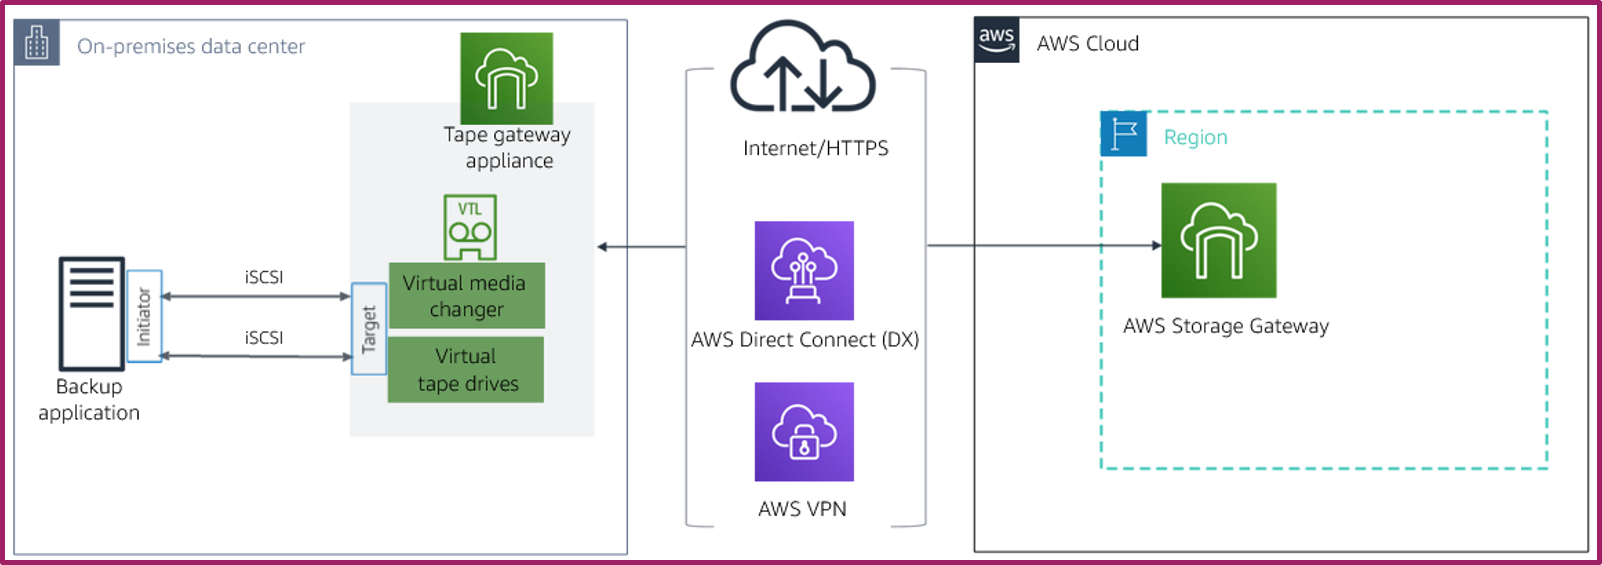 On-premises data center
Tape gateway
appliance
VTL
Virtual media
changer
Virtual
tape drives
Target
iSCSI
iSCSI
Initiator
Backup
application
Internet/HTTPS
AWS Direct Connect (DX)
AWS VPN
aws
AWS Cloud
Region
AWS Storage Gateway